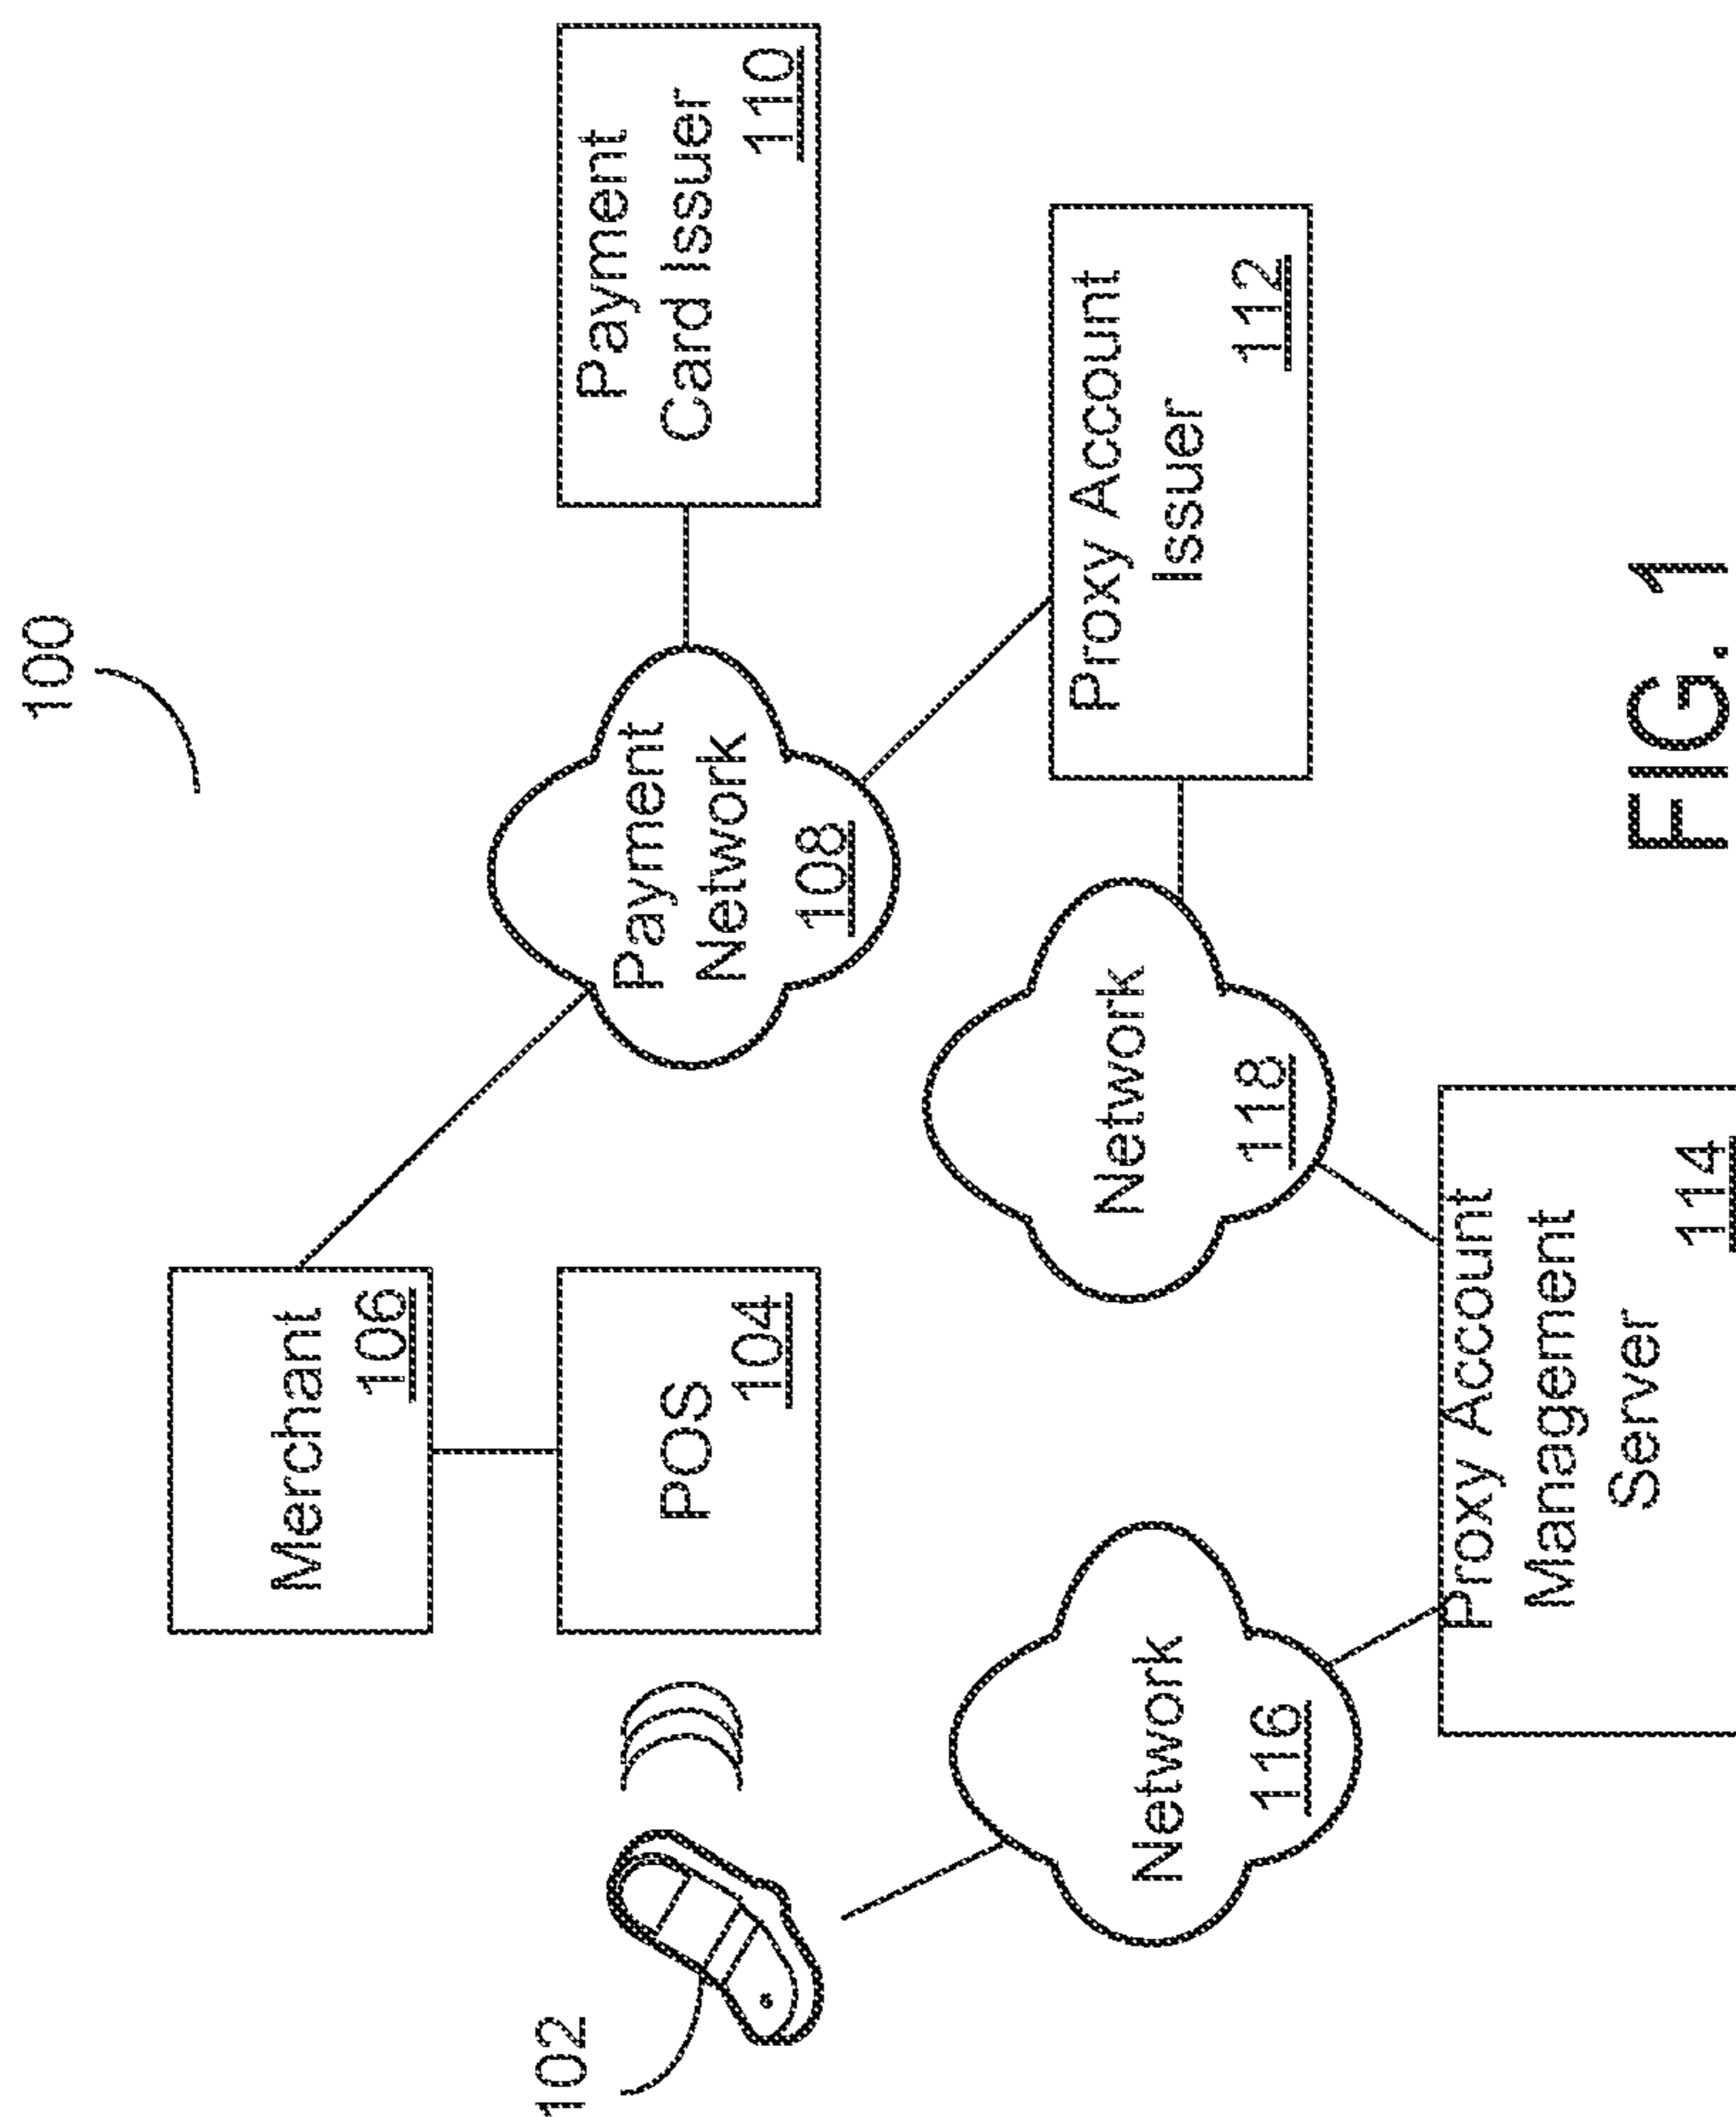 100
Merchant
106
Payment
Network
108
Payment
Card Issuer
110
102
POS
104
Network
116
Network
118
Proxy Account
Issuer
112
Proxy Account
Management
Server
114
FIG. 1